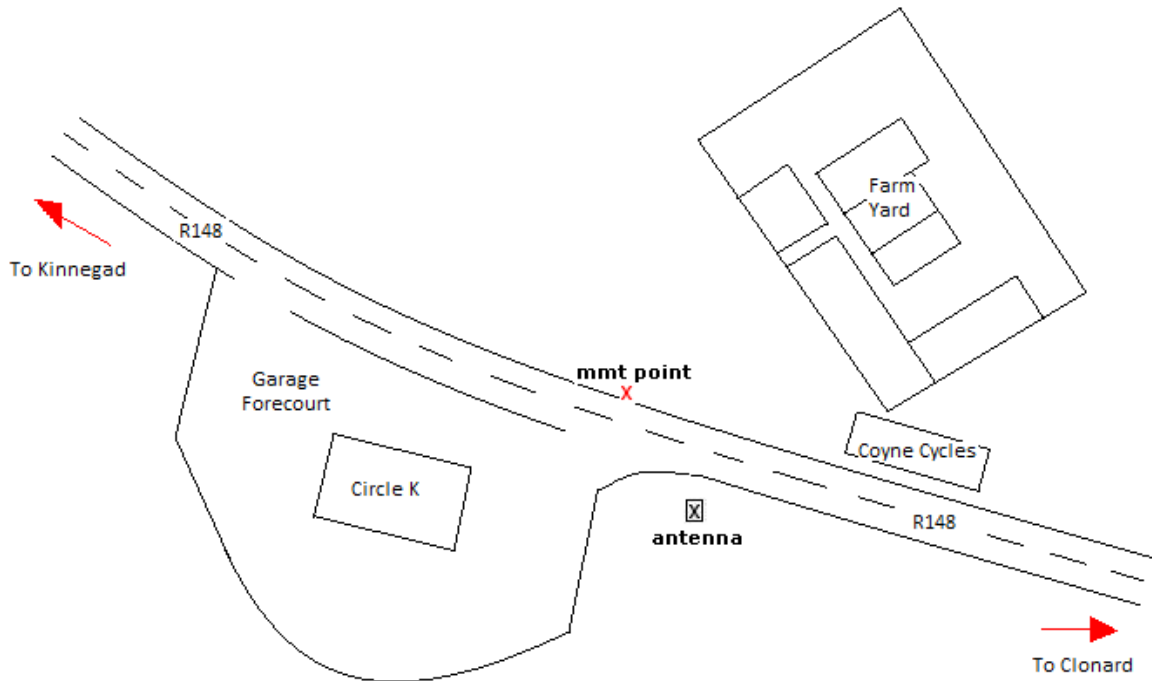 Farm
Yard
R148
To Kinnegad
mmt point
X
Garage
Forecourt
Coyne Cycles
Circle K
X
antenna
R148
To Clonard